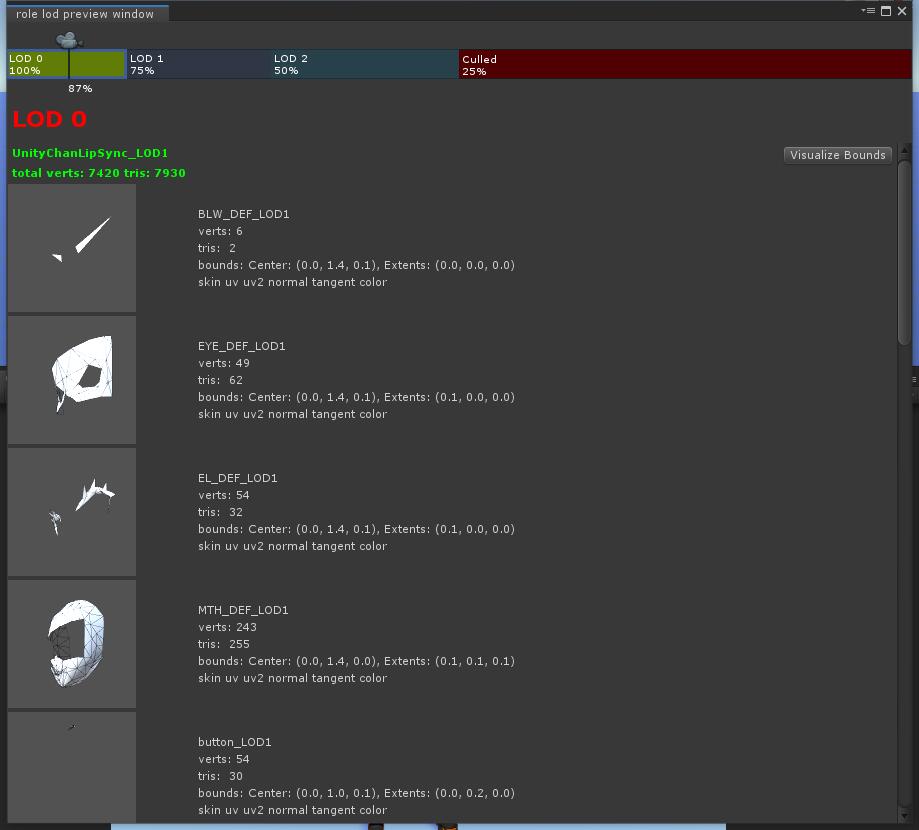 role lod preview window
LOD 0
100%
LOD 1
75%
LOD 2
50%
Culled
25%
87%
LOD 0
UnityChanLipSync_LOD1
total verts: 7420 tris: 7930
Visualize Bounds
BLW_DEF_LOD1
verts: 6
tris: 2
bounds: Center: (0.0, 1.4, 0.1), Extents: (0.0, 0.0, 0.0)
skin uv uv2 normal tangent color
EYE_DEF_LOD1
verts: 49
tris: 62
bounds: Center: (0.0, 1.4, 0.1), Extents: (0.1, 0.0, 0.0)
skin uv uv2 normal tangent color
EL_DEF_LOD1
verts: 54
tris: 32
bounds: Center: (0.0, 1.4, 0.1), Extents: (0.1, 0.0, 0.0)
skin uv uv2 normal tangent color
MTH_DEF_LOD1
verts: 243
tris: 255
bounds: Center: (0.0, 1.4, 0.0), Extents: (0.1, 0.1, 0.1)
skin uv uv2 normal tangent color
button_LOD1
verts: 54
tris: 30
bounds: Center: (0.0, 1.0, 0.1), Extents: (0.0, 0.2, 0.0)
skin uv uv2 normal tangent color